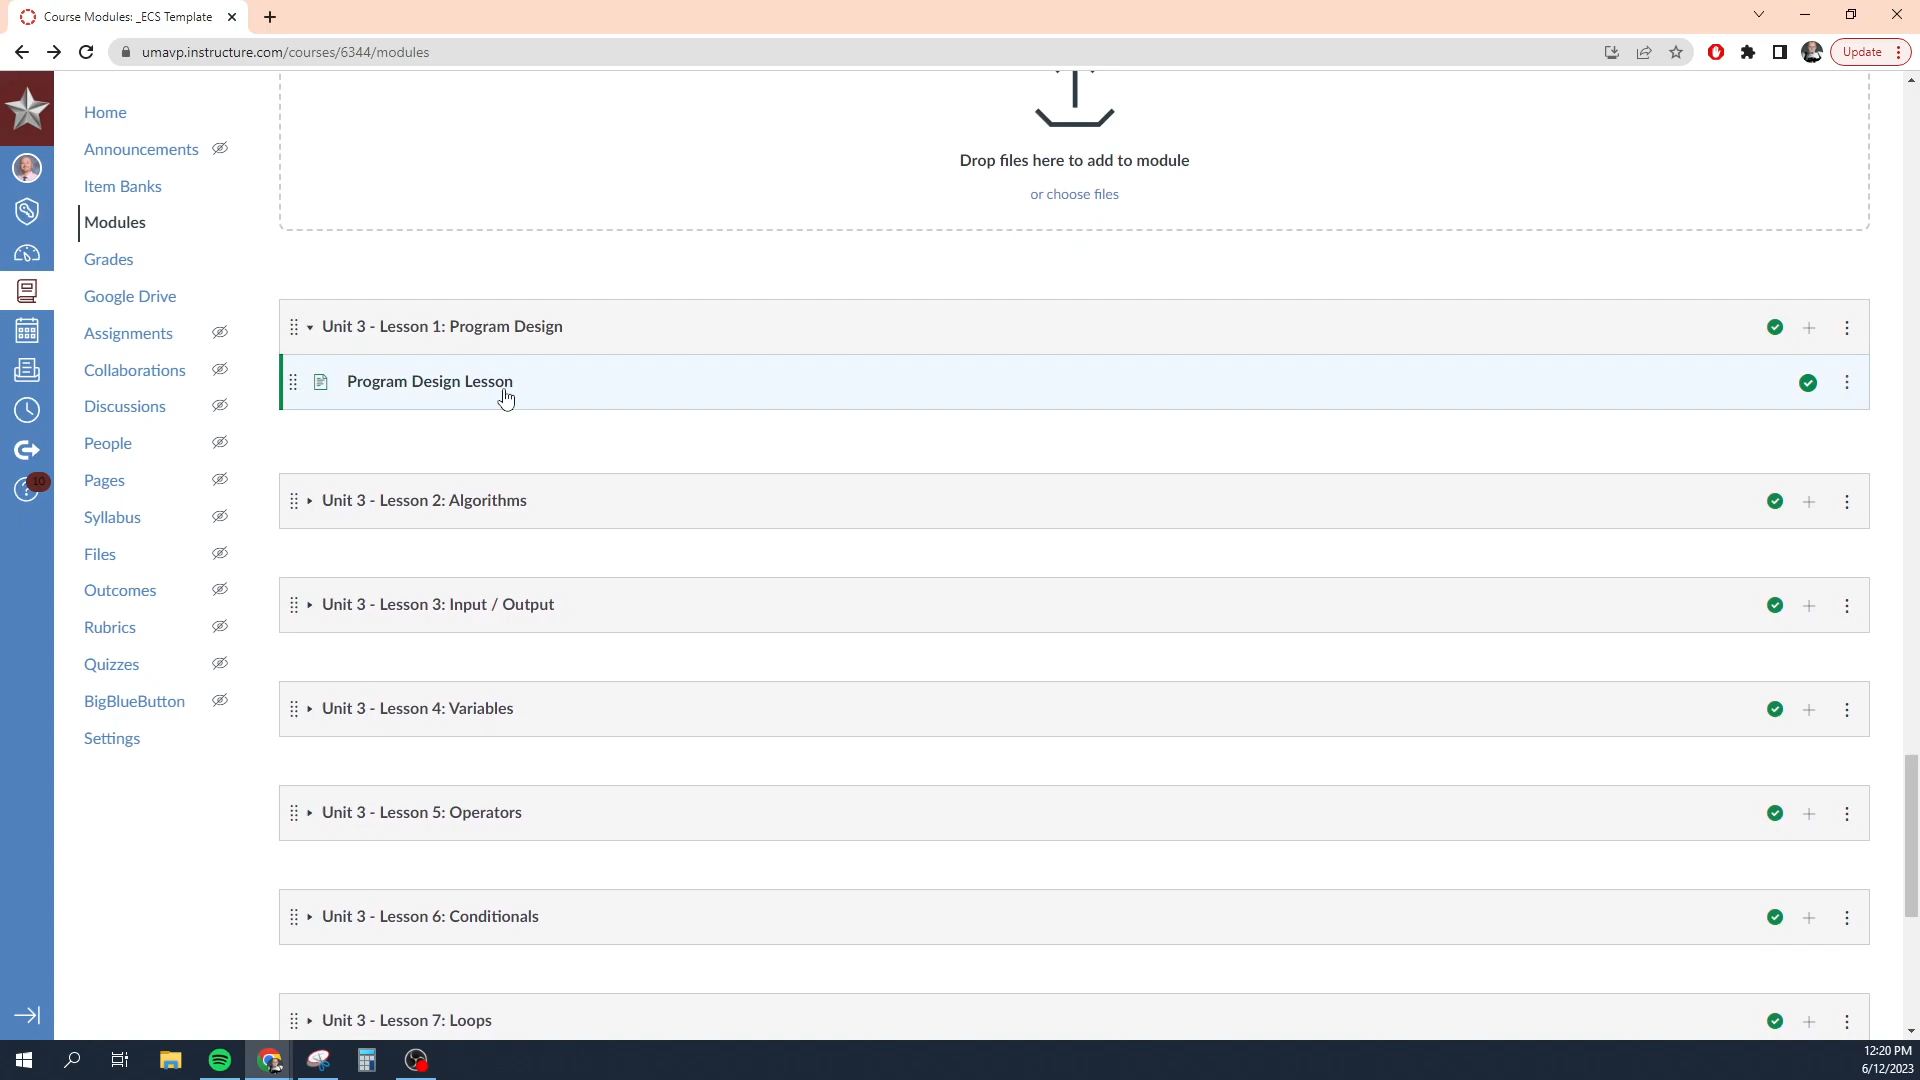 Course Modules: _ECS Template
umavp.instructure.com/courses/6344/modules
Update
Home
Announcements
Item Banks
Modules
Grades
Google Drive
Assignments
Collaborations
Discussions
People
Pages
Syllabus
Files
Outcomes
Rubrics
Quizzes
BigBlueButton
Settings
10
Drop files here to add to module
or choose files
Unit 3 - Lesson 1: Program Design
Program Design Lesson
Unit 3 - Lesson 2: Algorithms
Unit 3 - Lesson 3: Input / Output
Unit 3 - Lesson 4: Variables
Unit 3 - Lesson 5: Operators
Unit 3 - Lesson 6: Conditionals
Unit 3 - Lesson 7: Loops
12:20 PM
6/12/2023